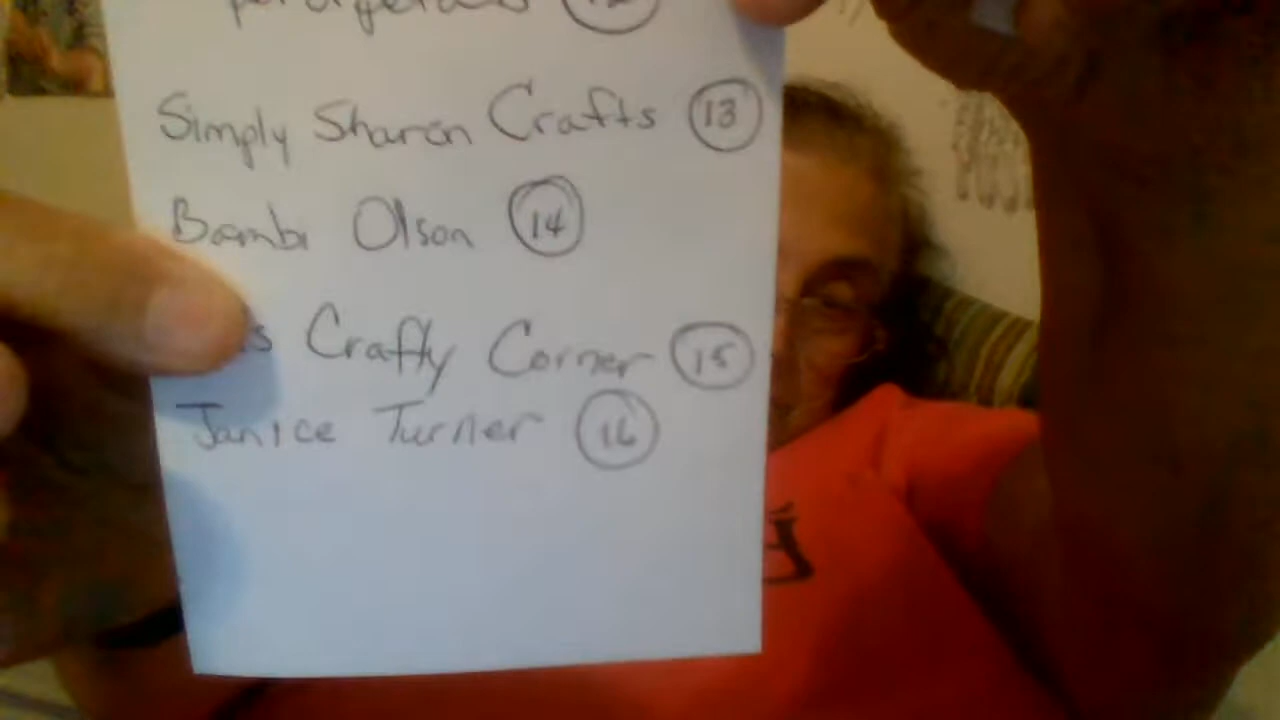 Simply Sharon Crafts 13
Bambi Olson 14
Crafty Corner 15
Janice Turner 16